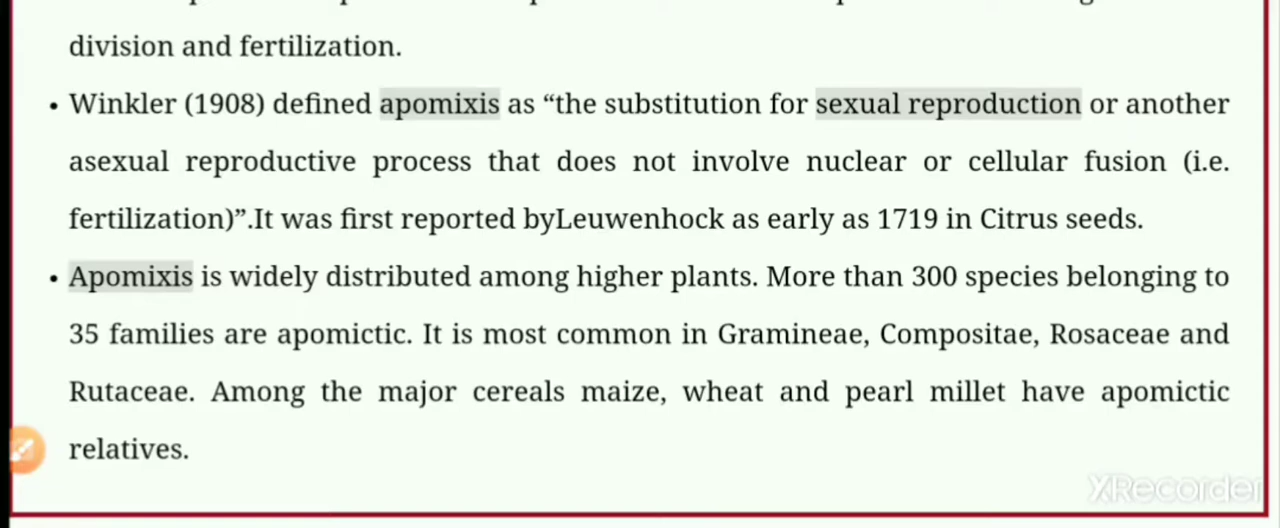 division and fertilization.
• Winkler (1908) defined apomixis as “the substitution for sexual reproduction or another
asexual reproductive process that does not involve nuclear or cellular fusion (i.e.
fertilization)”.It was first reported byLeuwenhock as early as 1719 in Citrus seeds.
• Apomixis is widely distributed among higher plants. More than 300 species belonging to
35 families are apomictic. It is most common in Gramineae, Compositae, Rosaceae and
Rutaceae. Among the major cereals maize, wheat and pearl millet have apomictic
relatives.
XRecorder